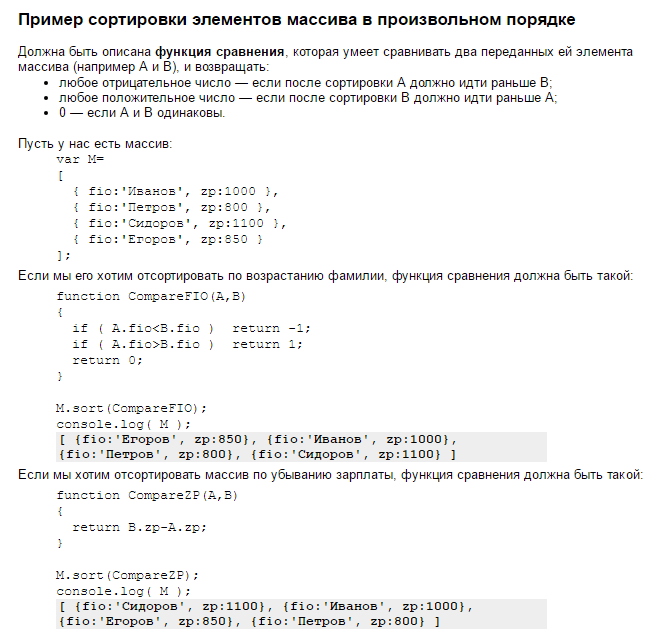 Пример сортировки элементов массива в произвольном порядке
Должна быть описана функция сравнения, которая умеет сравнивать два переданных ей элемента
массива (например А и В), и возвращать:
• любое отрицательное число — если после сортировки А должно идти раньше В;
• любое положительное число — если после сортировки В должно идти раньше А;
• 0 — если А и В одинаковы.
Пусть у нас есть массив:
var M=
[
{ fio:'Иванов', zp:1000 },
{ fio:'Петров', zp:800 },
{ fio:'Сидоров', zp:1100 },
{ fio:'Егоров', zp:850 }
];
Если мы его хотим отсортировать по возрастанию фамилии, функция сравнения должна быть такой:
function CompareFIO(A,B)
{
if ( A.fio<B.fio )  return -1;
if ( A.fio>B.fio )  return 1;
return 0;
}
M.sort(CompareFIO);
console.log( M );
[ {fio:'Егоров', zp:850}, {fio:'Иванов', zp:1000},
{fio:'Петров', zp:800}, {fio:'Сидоров', zp:1100} ]
Если мы хотим отсортировать массив по убыванию зарплаты, функция сравнения должна быть такой:
function CompareZP(A,B)
{
return B.zp-A.zp;
}
M.sort(CompareZP);
console.log( M );
[ {fio:'Сидоров', zp:1100}, {fio:'Иванов', zp:1000},
{fio:'Егоров', zp:850}, {fio:'Петров', zp:800} ]